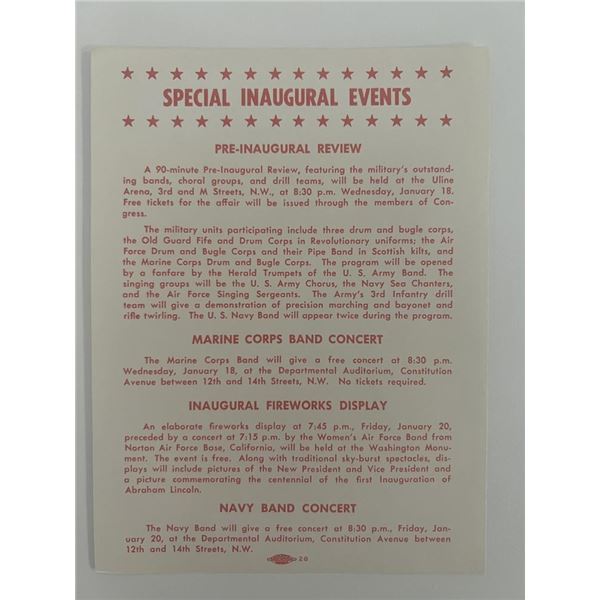 SPECIAL INAUGURAL EVENTS
PRE-INAUGURAL REVIEW
A 90-minute Pre-Inaugural Review, featuring the military's outstand-
ing bands, choral groups, and drill teams, will be held at the Uline
Arena, 3rd and M Streets, N.W., at 8:30 p.m. Wednesday, January 18.
Free tickets for the affair will be issued through the members of Con-
gress.
The military units participating include three drum and bugle corps,
the Old Guard Fife and Drum Corps in Revolutionary uniforms; the Air
Force Drum and Bugle Corps and their Pipe Band in Scottish kilts, and
the Marine Corps Drum and Bugle Corps. The program will be opened
by a fanfare by the Herald Trumpets of the U. S. Army Band. The
singing groups will be the U. S. Army Chorus, the Navy Sea Chanters,
and the Air Force Singing Sergeants. The Army's 3rd Infantry drill
team will give a demonstration of precision marching and bayonet and
rifle twirling. The U. S. Navy Band will appear twice during the program.
MARINE CORPS BAND CONCERT
The Marine Corps Band will give a free concert at 8:30 p.m.
Wednesday, January 18, at the Departmental Auditorium, Constitution
Avenue between 12th and 14th Streets, N.W. No tickets required.
INAUGURAL FIREWORKS DISPLAY
An elaborate fireworks display at 7:45 p.m., Friday, January 20,
preceded by a concert at 7:15 p.m. by the Women's Air Force Band from
Norton Air Force Base, California, will be held at the Washington Monu-
ment. The event is free. Along with traditional sky-burst spectacles, dis-
plays will include pictures of the New President and Vice President and
a picture commemorating the centennial of the first Inauguration of
Abraham Lincoln.
NAVY BAND CONCERT
The Navy Band will give a free concert at 8:30 p.m., Friday, Jan-
uary 20, at the Departmental Auditorium, Constitution Avenue between
12th and 14th Streets, N.W.
20